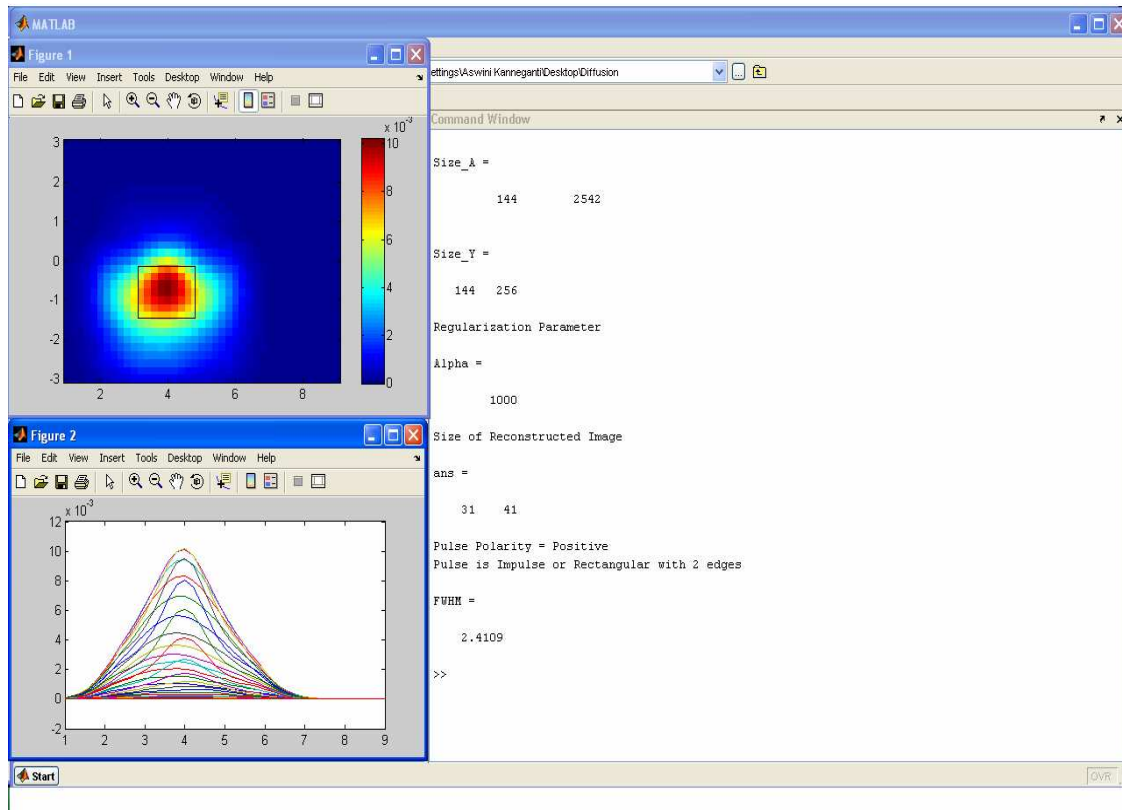 MATLAB
Figure 1
File Edit View Insert Tools Desktop Window Help
x 10^-3
3
2
1
0
-1
-2
-3
2 4 6 8
10
8
6
4
2
0
Figure 2
File Edit View Insert Tools Desktop Window Help
x 10^-3
12
10
8
6
4
2
0
-2
1 2 3 4 5 6 7 8 9
ettings\Aswini Kanneganti\Desktop\Diffusion
Command Window
Size_A =
144 2542
Size_Y =
144 256
Regularization Parameter
Alpha =
1000
Size of Reconstructed Image
ans =
31 41
Pulse Polarity = Positive
Pulse is Impulse or Rectangular with 2 edges
FWHM =
2.4109
>>
Start
OVR